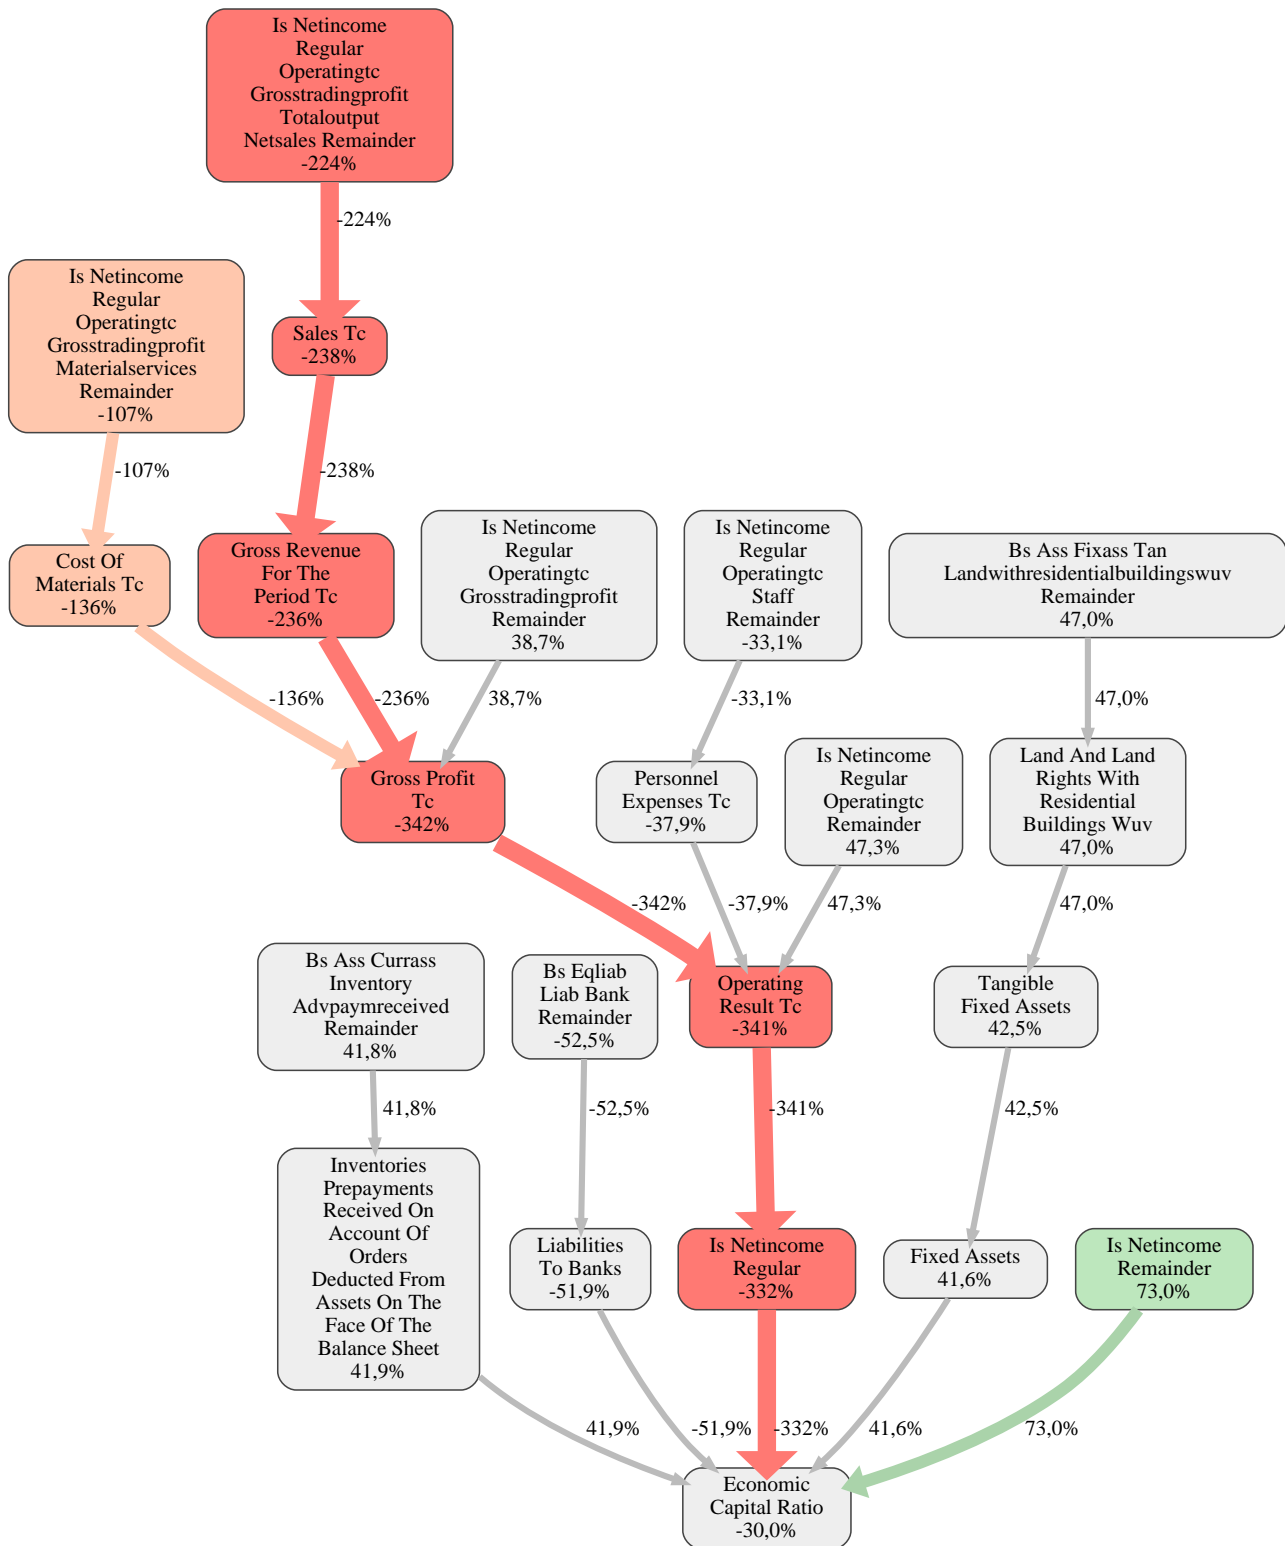 Is Netincome
Regular
Operatingtc
Grosstradingprofit
Totaloutput
Netsales Remainder
-224%
-224%
Is Netincome
Regular
Operatingtc
Grosstradingprofit
Materialservices
Remainder
-107%
Sales Tc
-238%
-107%
-238%
Cost Of
Materials Tc
-136%
Gross Revenue
For The
Period Tc
-236%
Is Netincome
Regular
Operatingtc
Grosstradingprofit
Remainder
38,7%
Is Netincome
Regular
Operatingtc
Staff
Remainder
-33,1%
Bs Ass Fixass Tan
Landwithresidentialbuildingswuv
Remainder
47,0%
-136%
-236%
38,7%
-33,1%
47,0%
Gross Profit
Tc
-342%
Personnel
Expenses Tc
-37,9%
Is Netincome
Regular
Operatingtc
Remainder
47,3%
Land And Land
Rights With
Residential
Buildings Wuv
47,0%
-342%
-37,9%
47,3%
47,0%
Bs Ass Currass
Inventory
Advpaymreceived
Remainder
41,8%
Bs Eqliab
Liab Bank
Remainder
-52,5%
Operating
Result Tc
-341%
Tangible
Fixed Assets
42,5%
41,8%
-52,5%
-341%
42,5%
Inventories
Prepayments
Received On
Account Of
Orders
Deducted From
Assets On The
Face Of The
Balance Sheet
41,9%
Liabilities
To Banks
-51,9%
Is Netincome
Regular
-332%
Fixed Assets
41,6%
Is Netincome
Remainder
73,0%
41,9%
-51,9%
-332%
41,6%
73,0%
Economic
Capital Ratio
-30,0%